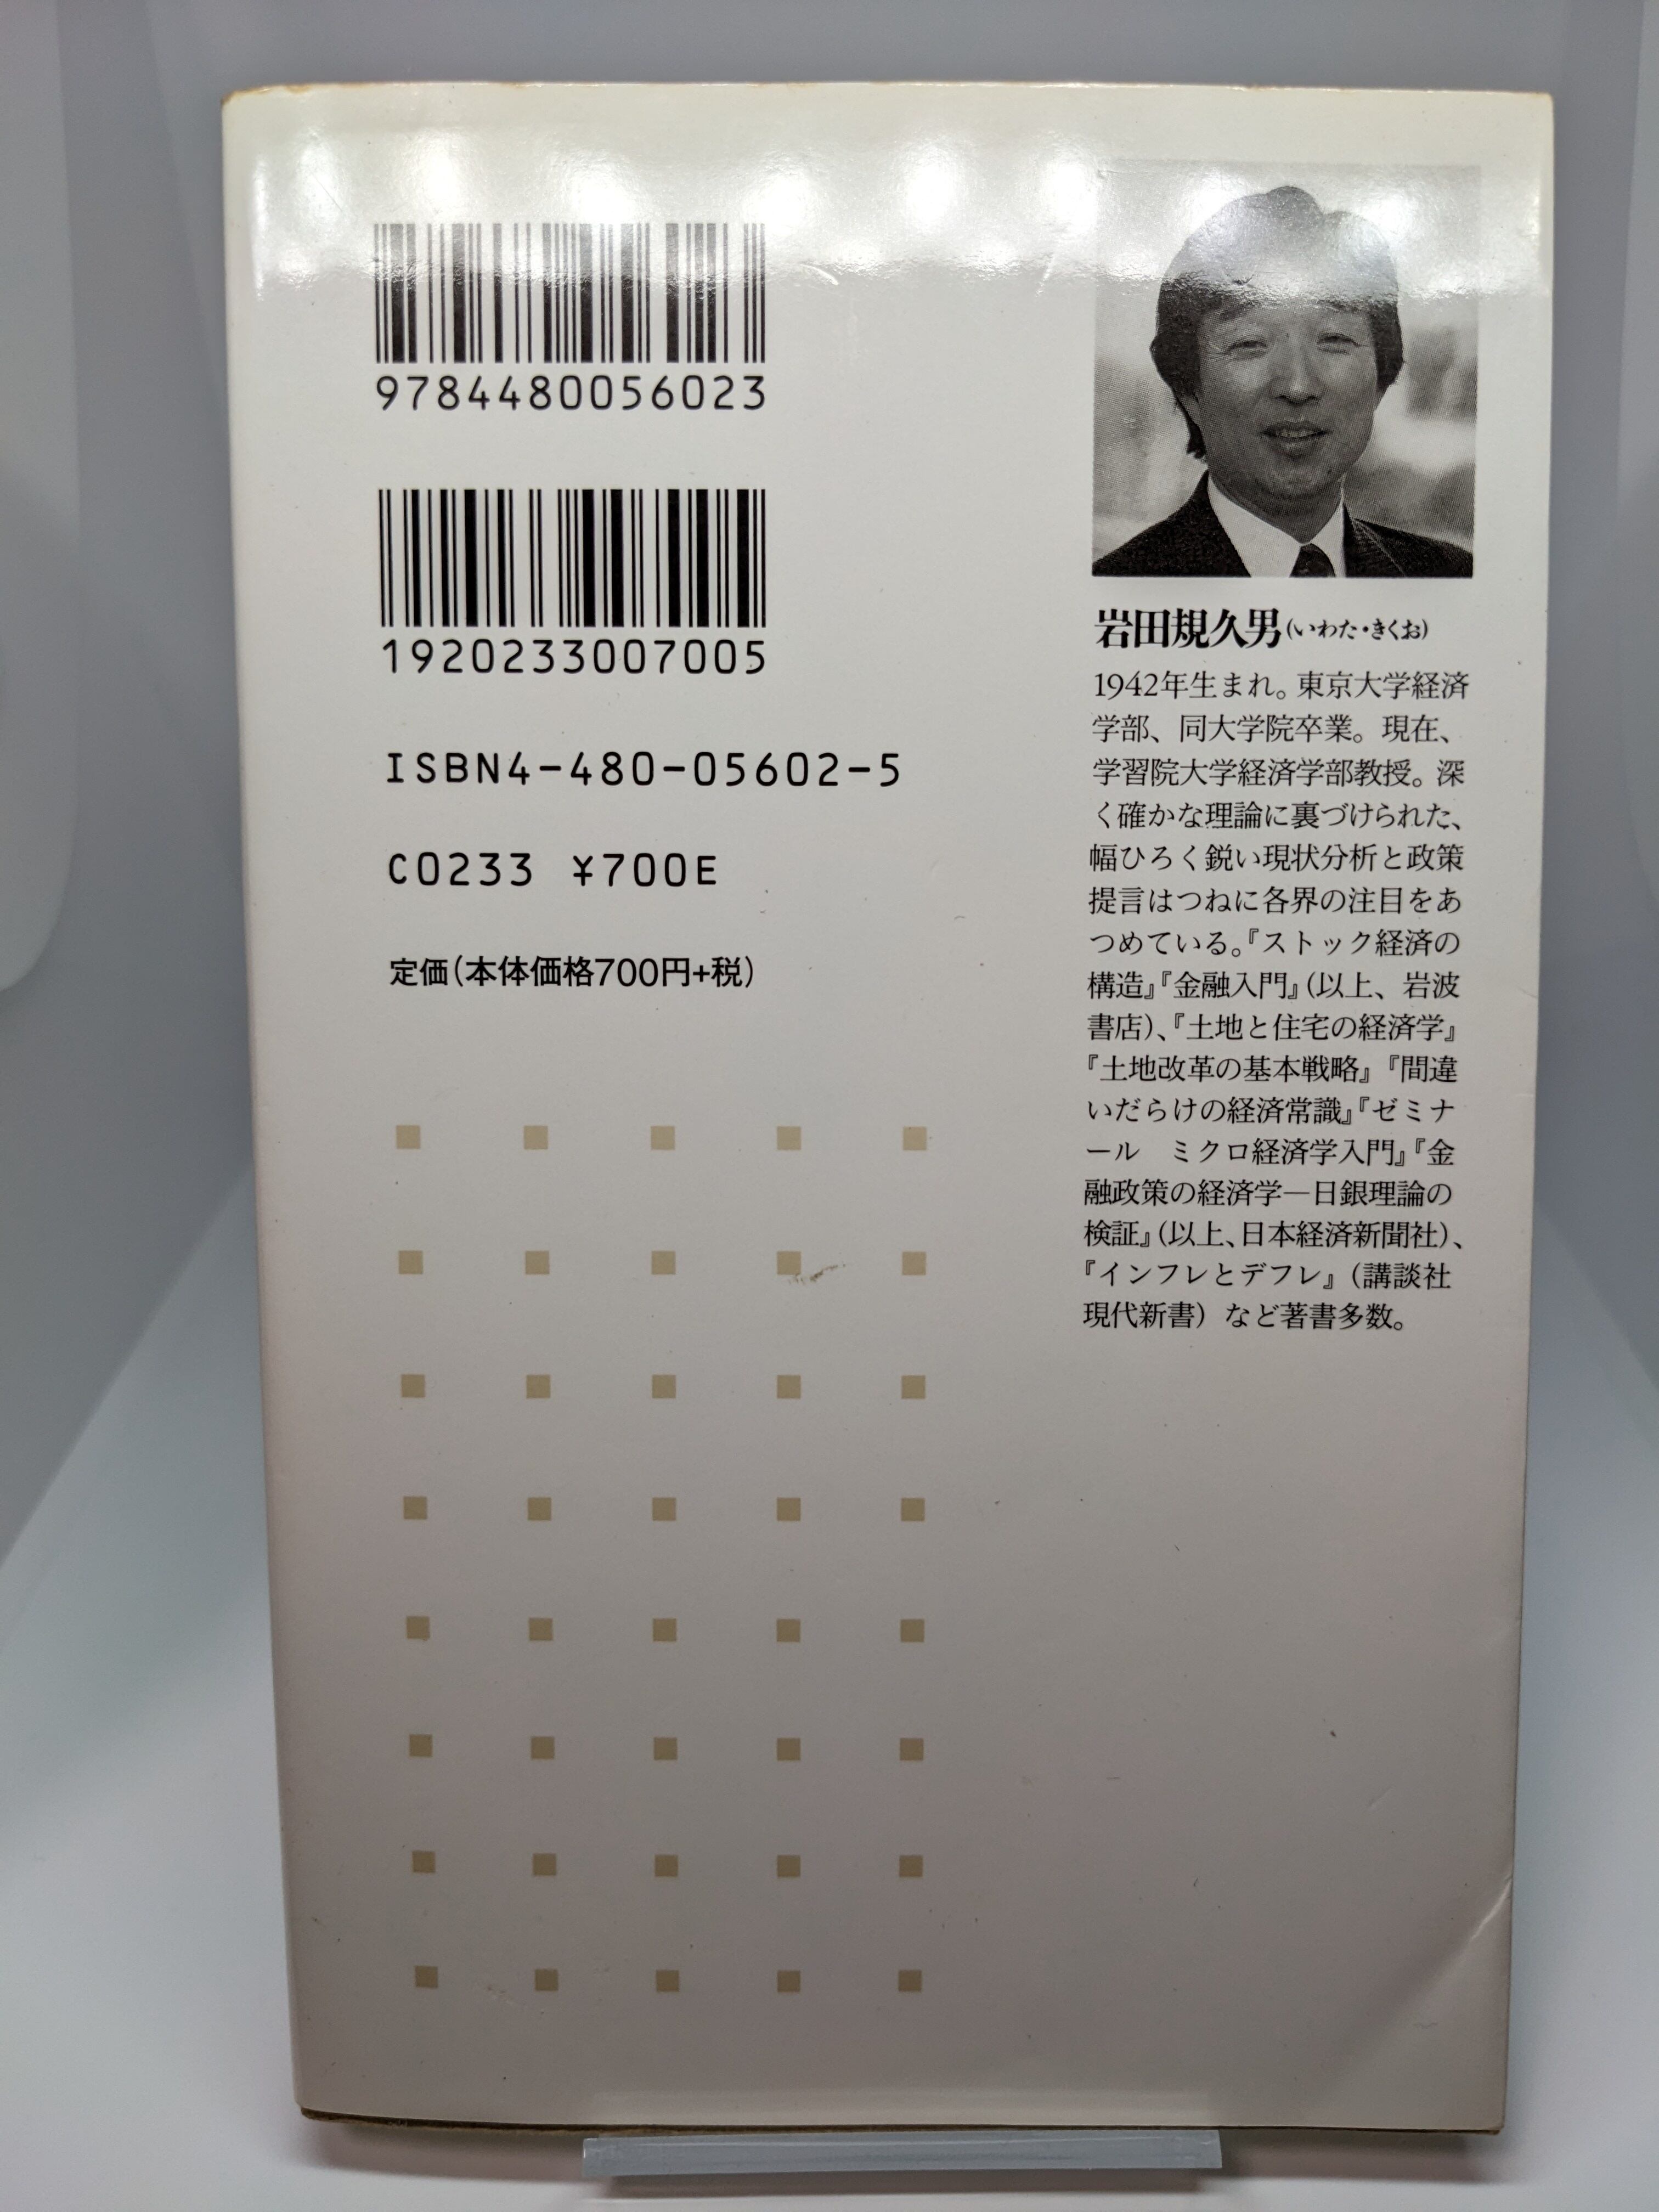 9784480056023
1920233007005
ISBN4-480-05602-5
C0233 ¥700E
定価(本体価格700円+税)
岩田規久男(いわた・きくお)
1942年生まれ。東京大学経済
学部、同大学院卒業。現在、
学習院大学経済学部教授。深
く確かな理論に裏づけられた、
幅ひろく鋭い現状分析と政策
提言はつねに各界の注目をあ
つめている。『ストック経済の
構造』『金融入門』(以上、岩波
書店)、『土地と住宅の経済学』
『土地改革の基本戦略』『間違
いだらけの経済常識』『ゼミナ
ール　ミクロ経済学入門』『金
融政策の経済学―日銀理論の
検証』(以上、日本経済新聞社)、
『インフレとデフレ』(講談社
現代新書) など著書多数。